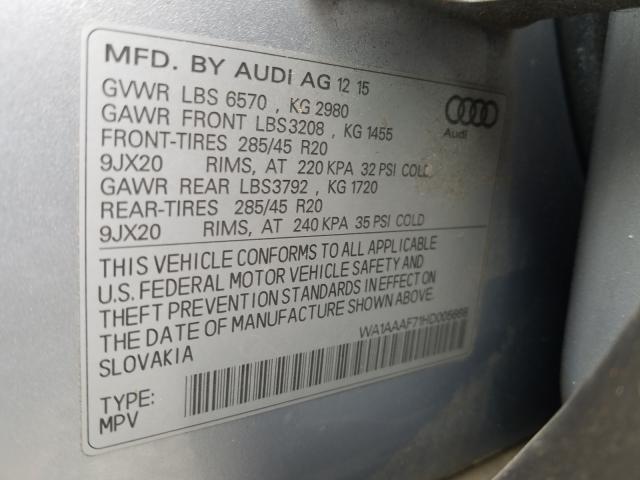 MFD. BY AUDI AG 12 15
GVWR LBS 6570 , KG 2980
GAWR FRONT LBS3208 , KG 1455
FRONT-TIRES 285/45 R20
9JX20 RIMS, AT 220 KPA 32 PSI COLD
GAWR REAR LBS3792 , KG 1720
REAR-TIRES 285/45 R20
9JX20 RIMS, AT 240 KPA 35 PSI COLD
Audi
THIS VEHICLE CONFORMS TO ALL APPLICABLE
U.S. FEDERAL MOTOR VEHICLE SAFETY AND
THEFT PREVENTION STANDARDS IN EFFECT ON
THE DATE OF MANUFACTURE SHOWN ABOVE.
SLOVAKIA
WA1AAAF71HD005668
TYPE:
MPV